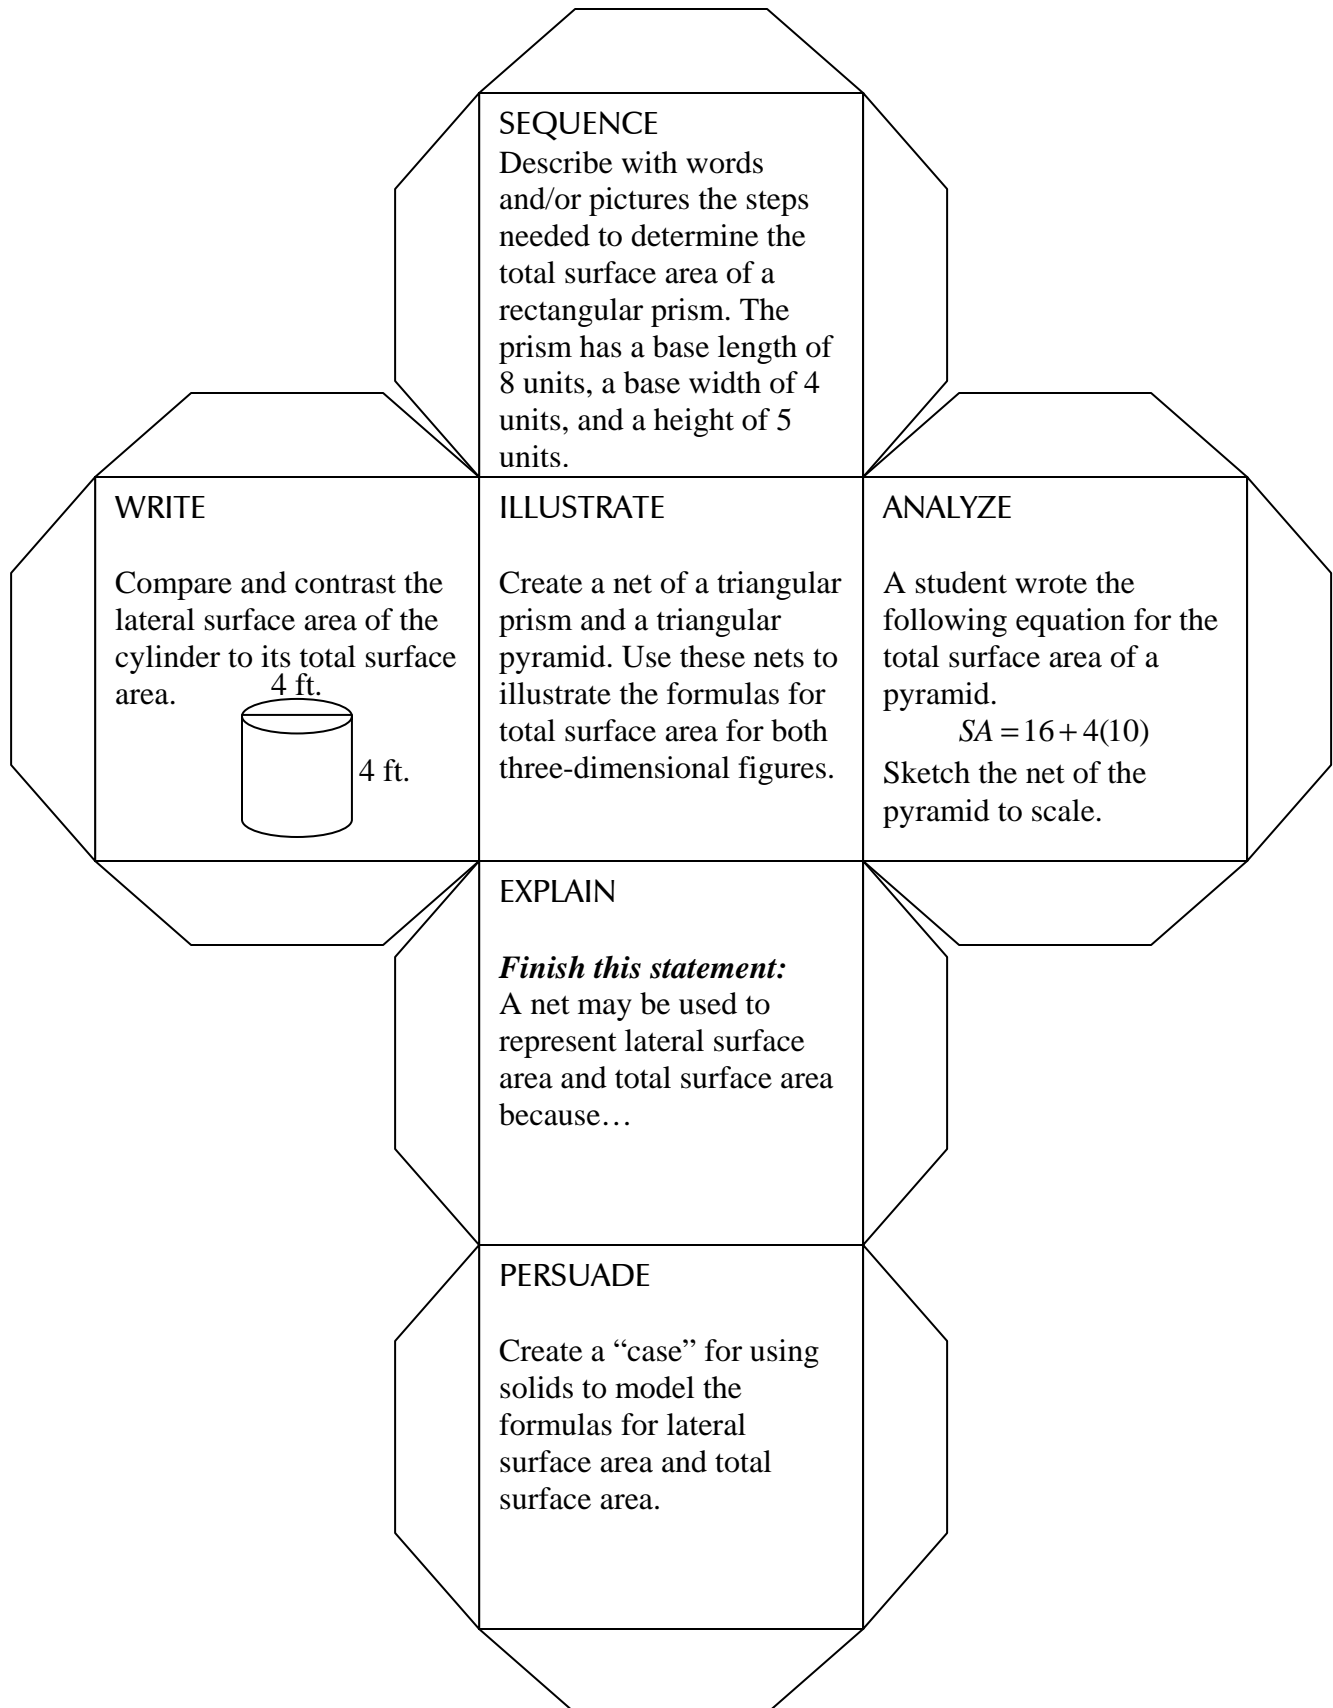 SEQUENCE
Describe with words
and/or pictures the steps
needed to determine the
total surface area of a
rectangular prism. The
prism has a base length of
8 units, a base width of 4
units, and a height of 5
units.
WRITE
Compare and contrast the
lateral surface area of the
cylinder to its total surface
area.
4 ft.
4 ft.
ILLUSTRATE
Create a net of a triangular
prism and a triangular
pyramid. Use these nets to
illustrate the formulas for
total surface area for both
three-dimensional figures.
ANALYZE
A student wrote the
following equation for the
total surface area of a
pyramid.
SA = 16 + 4(10)
Sketch the net of the
pyramid to scale.
EXPLAIN
Finish this statement:
A net may be used to
represent lateral surface
area and total surface area
because…
PERSUADE
Create a “case” for using
solids to model the
formulas for lateral
surface area and total
surface area.